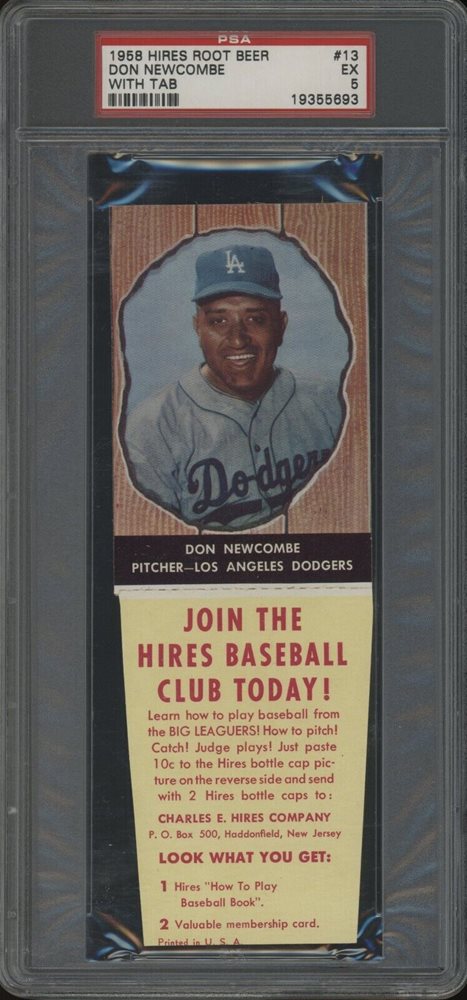 PSA
1958 HIRES ROOT BEER #13
DON NEWCOMBE EX
WITH TAB 5
19355693
LA
Dodgers
DON NEWCOMBE
PITCHER—LOS ANGELES DODGERS
JOIN THE
HIRES BASEBALL
CLUB TODAY!
Learn how to play baseball from
the BIG LEAGUERS! How to pitch!
Catch! Judge plays! Just paste
10c to the Hires bottle cap pic-
ture on the reverse side and send
with 2 Hires bottle caps to:
CHARLES E. HIRES COMPANY
P. O. Box 500, Haddonfield, New Jersey
LOOK WHAT YOU GET:
1 Hires "How To Play
Baseball Book".
2 Valuable membership card.
Printed in U. S. A.